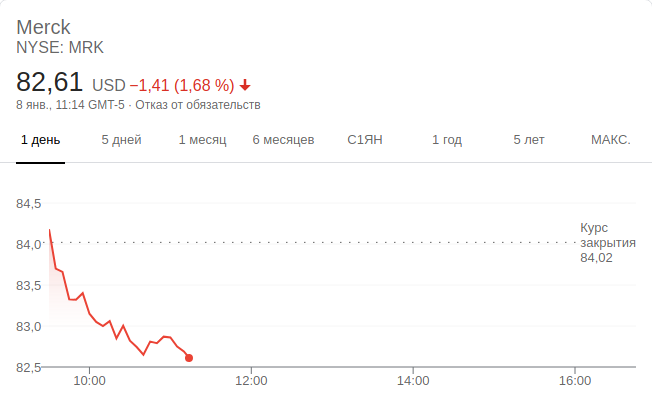 Merck
NYSE: MRK
82,61 USD −1,41 (1,68 %)
8 янв., 11:14 GMT-5 · Отказ от обязательств
1 день 5 дней 1 месяц 6 месяцев С1ЯН 1 год 5 лет МАКС.
84,5
84,0
83,5
83,0
82,5
Курс
закрытия
84,02
10:00 12:00 14:00 16:00